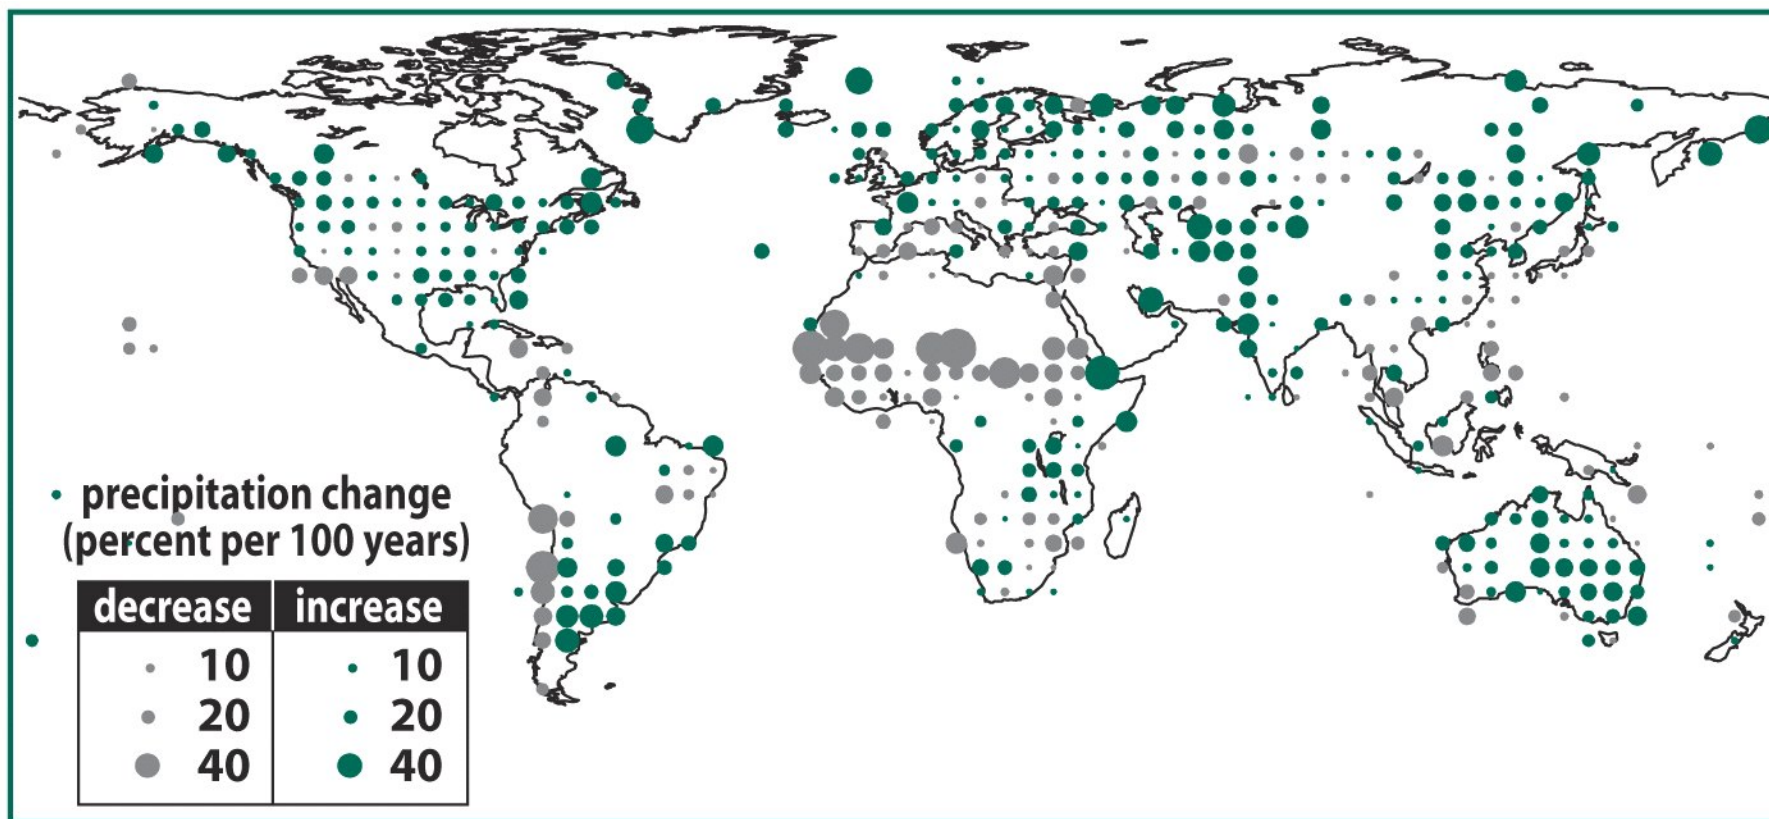 precipitation change
(percent per 100 years)
decrease increase
10 10
20 20
40 40